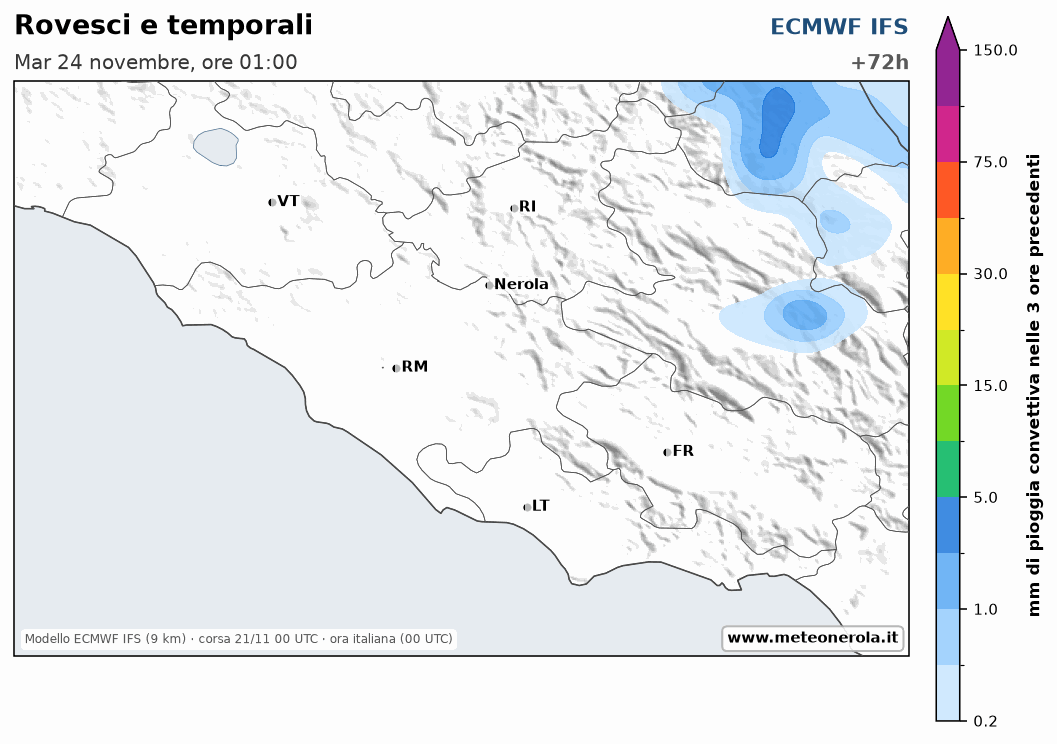 Rovesci e temporali
ECMWF IFS
Mar 24 novembre, ore 01:00
+72h
VT
RI
Nerola
RM
FR
LT
Modello ECMWF IFS (9 km) · corsa 21/11 00 UTC · ora italiana (00 UTC)
www.meteonerola.it
150.0
75.0
30.0
15.0
5.0
1.0
0.2
mm di pioggia convettiva nelle 3 ore precedenti